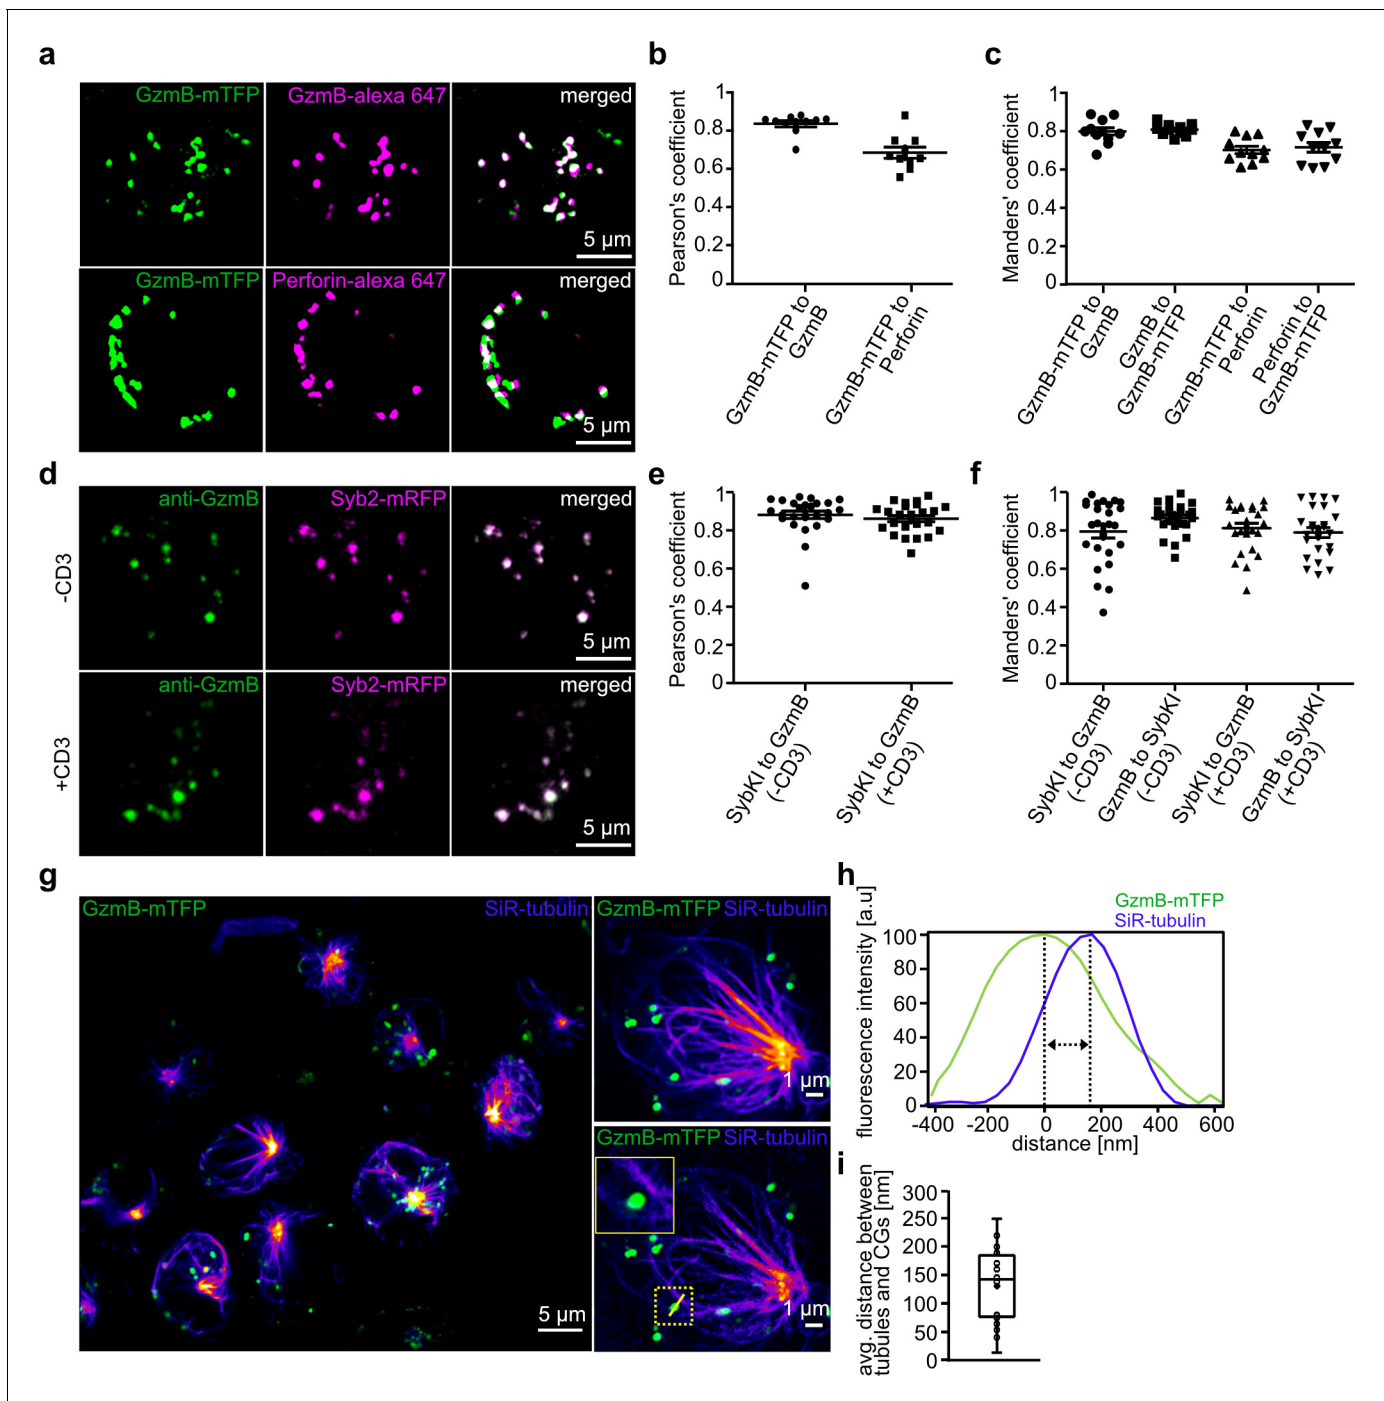 a
GzmB-mTFP
GzmB-alexa 647
merged
5 µm
GzmB-mTFP
Perforin-alexa 647
merged
5 µm
b
Pearson's coefficient
1
0.8
0.6
0.4
0.2
0
GzmB-mTFP to
GzmB
GzmB-mTFP to
Perforin
c
Manders' coefficient
1
0.8
0.6
0.4
0.2
0
GzmB-mTFP to
GzmB
GzmB to
GzmB-mTFP
GzmB-mTFP to
Perforin
Perforin to
GzmB-mTFP
d
-CD3
anti-GzmB
Syb2-mRFP
merged
5 µm
+CD3
anti-GzmB
Syb2-mRFP
merged
5 µm
e
Pearson's coefficient
1
0.8
0.6
0.4
0.2
0
SybKI to GzmB
(-CD3)
SybKI to GzmB
(+CD3)
f
Manders' coefficient
1
0.8
0.6
0.4
0.2
0
SybKI to GzmB
(-CD3)
GzmB to SybKI
(-CD3)
SybKI to GzmB
(+CD3)
GzmB to SybKI
(+CD3)
g
GzmB-mTFP
SiR-tubulin
5 µm
GzmB-mTFP SiR-tubulin
1 µm
GzmB-mTFP SiR-tubulin
1 µm
h
GzmB-mTFP
SiR-tubulin
fluorescence intensity [a.u]
100
80
60
40
20
0
-400 -200 0 200 400 600
distance [nm]
i
avg. distance between
tubules and CGs [nm]
300
250
200
150
100
50
0